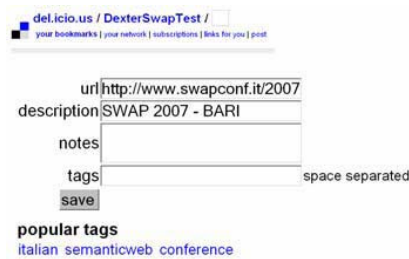 del.icio.us / DexterSwapTest /
your bookmarks | your network | subscriptions | links for you | post
url http://www.swapconf.it/2007
description SWAP 2007 - BARI
notes
tags space separated
save
popular tags
italian semanticweb conference